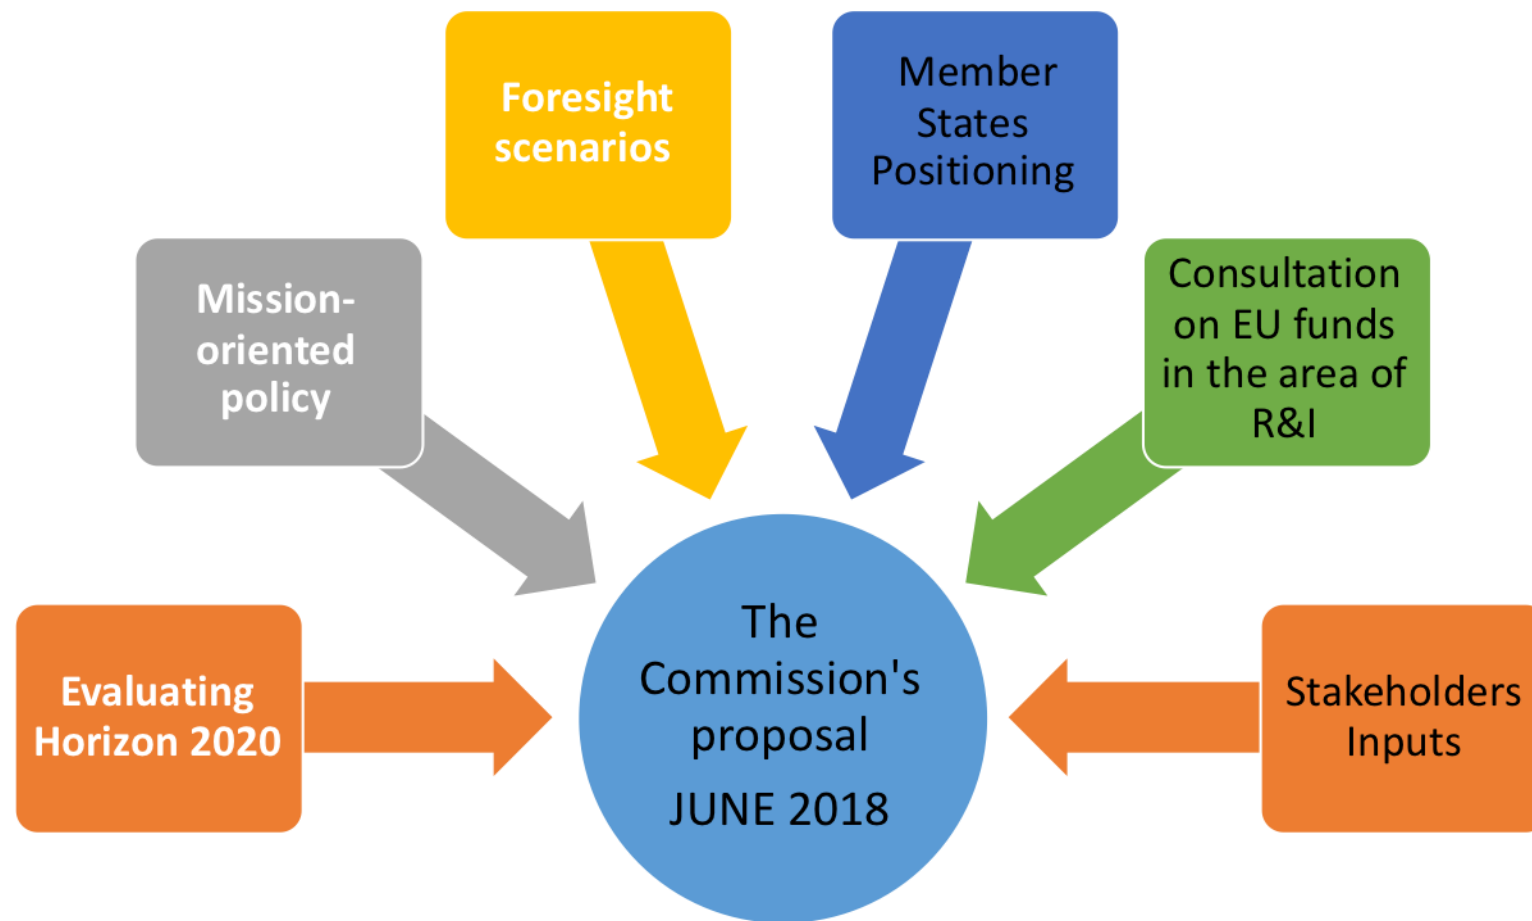 Foresight
scenarios
Member
States
Positioning
Mission-
oriented
policy
Consultation
on EU funds
in the area of
R&I
Evaluating
Horizon 2020
The
Commission's
proposal
JUNE 2018
Stakeholders
Inputs